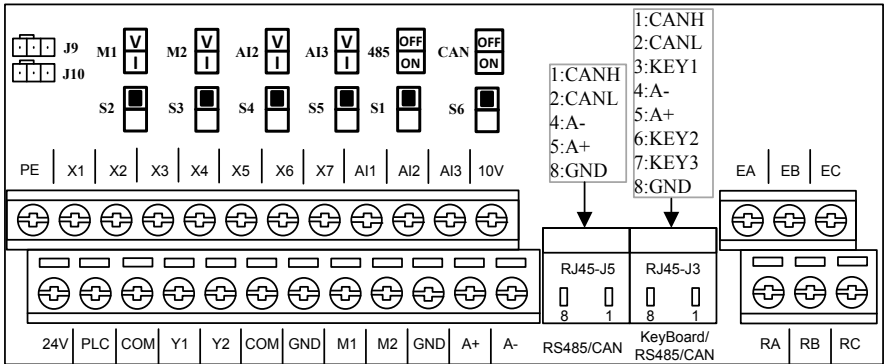 J9 M1 V I M2 V I AI2 V I AI3 V I 485 OFF ON CAN OFF ON
J10
S2 S3 S4 S5 S1 S6
1:CANH
2:CANL
4:A-
5:A+
8:GND
1:CANH
2:CANL
3:KEY1
4:A-
5:A+
6:KEY2
7:KEY3
8:GND
PE X1 X2 X3 X4 X5 X6 X7 AI1 AI2 AI3 10V
EA EB EC
RJ45-J5 RJ45-J3
8 1 8 1
24V PLC COM Y1 Y2 COM GND M1 M2 GND A+ A-
RS485/CAN
KeyBoard/
RS485/CAN
RA RB RC